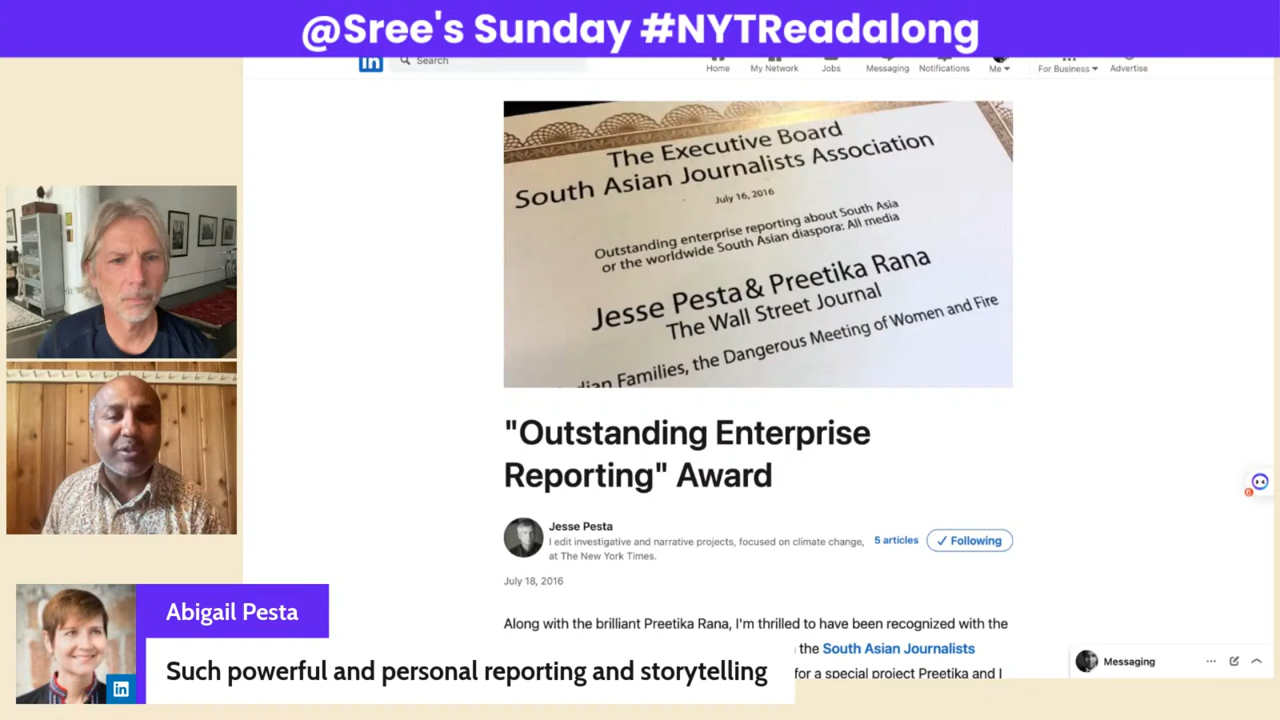 @Sree's Sunday #NYTReadalong
in
Search
Home
My Network
Jobs
Messaging
Notifications
Me
For Business
Advertise
The Executive Board
South Asian Journalists Association
July 16, 2016
Outstanding enterprise reporting about South Asia
or the worldwide South Asian diaspora: All media
Jesse Pesta & Preetika Rana
The Wall Street Journal
Families, the Dangerous Meeting of Women and Fire
"Outstanding Enterprise
Reporting" Award
Jesse Pesta
I edit investigative and narrative projects, focused on climate change,
at The New York Times.
5 articles
✓ Following
July 18, 2016
Along with the brilliant Preetika Rana, I'm thrilled to have been recognized with the
the South Asian Journalists
for a special project Preetika and I
6
Messaging
Abigail Pesta
in
Such powerful and personal reporting and storytelling